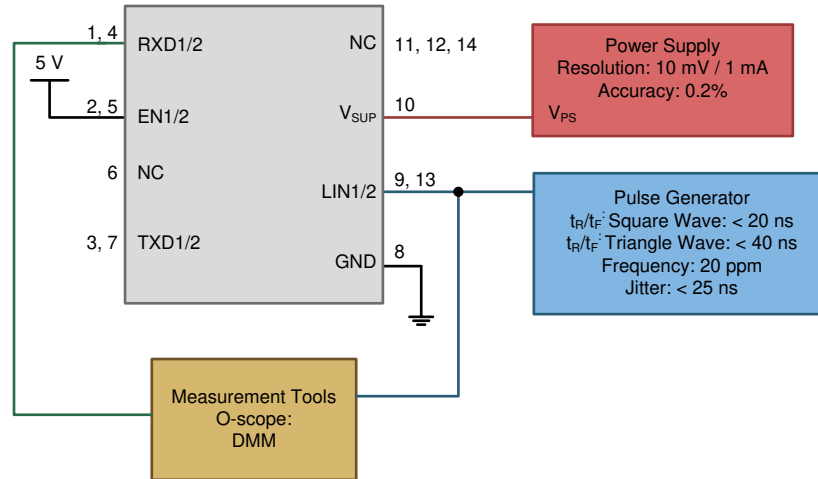 1, 4
RXD1/2
5 V
2, 5
EN1/2
6
NC
3, 7
TXD1/2
NC
11, 12, 14
VSUP
10
LIN1/2
9, 13
GND
8
Power Supply
Resolution: 10 mV / 1 mA
Accuracy: 0.2%
VPS
Pulse Generator
tR/tF: Square Wave: < 20 ns
tR/tF: Triangle Wave: < 40 ns
Frequency: 20 ppm
Jitter: < 25 ns
Measurement Tools
O-scope:
DMM